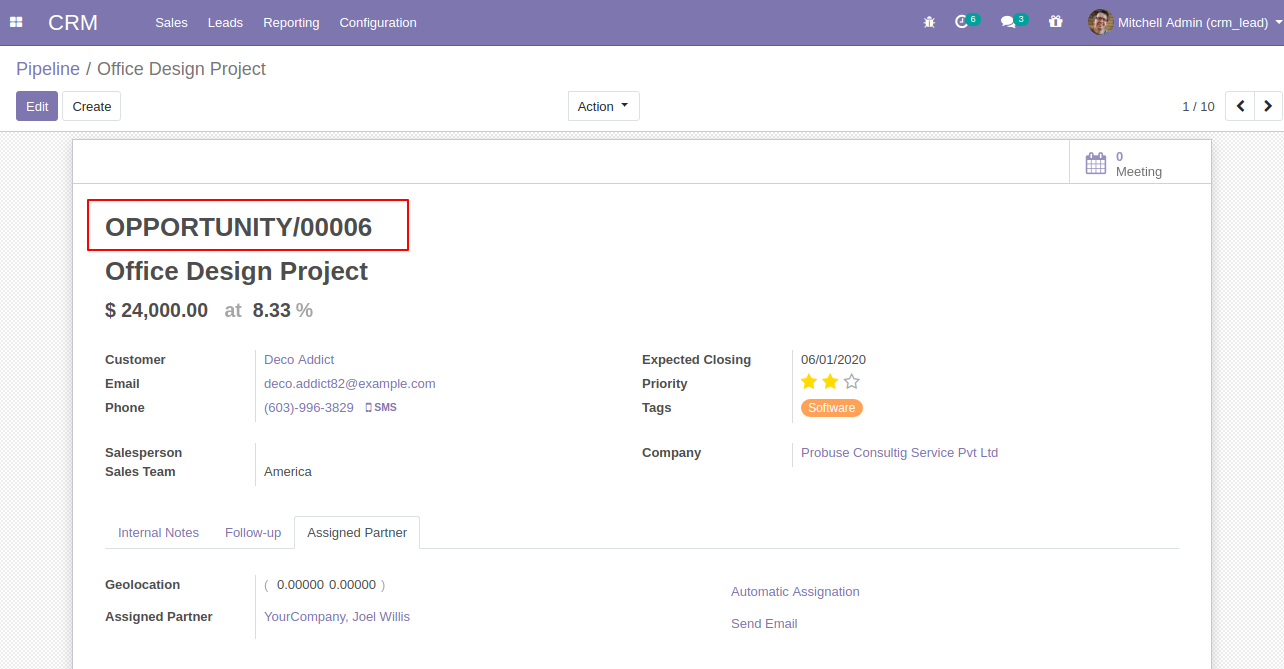 CRM Sales Leads Reporting Configuration 6 3 Mitchell Admin (crm_lead)
Pipeline / Office Design Project
Edit Create Action 1 / 10
0
Meeting
OPPORTUNITY/00006
Office Design Project
$ 24,000.00 at 8.33 %
Customer Deco Addict Expected Closing 06/01/2020
Email deco.addict82@example.com Priority
Phone (603)-996-3829 SMS Tags Software
Salesperson Company Probuse Consultig Service Pvt Ltd
Sales Team America
Internal Notes Follow-up Assigned Partner
Geolocation ( 0.00000 0.00000 ) Automatic Assignation
Assigned Partner YourCompany, Joel Willis Send Email